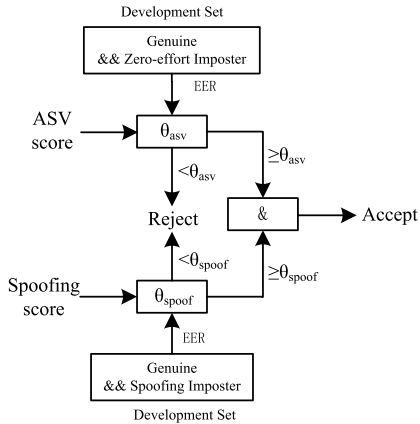 Development Set
Genuine
&& Zero-effort Imposter
EER
ASV
score
θasv
≥θasv
<θasv
Reject
&
Accept
<θspoof
≥θspoof
Spoofing
score
θspoof
EER
Genuine
&& Spoofing Imposter
Development Set